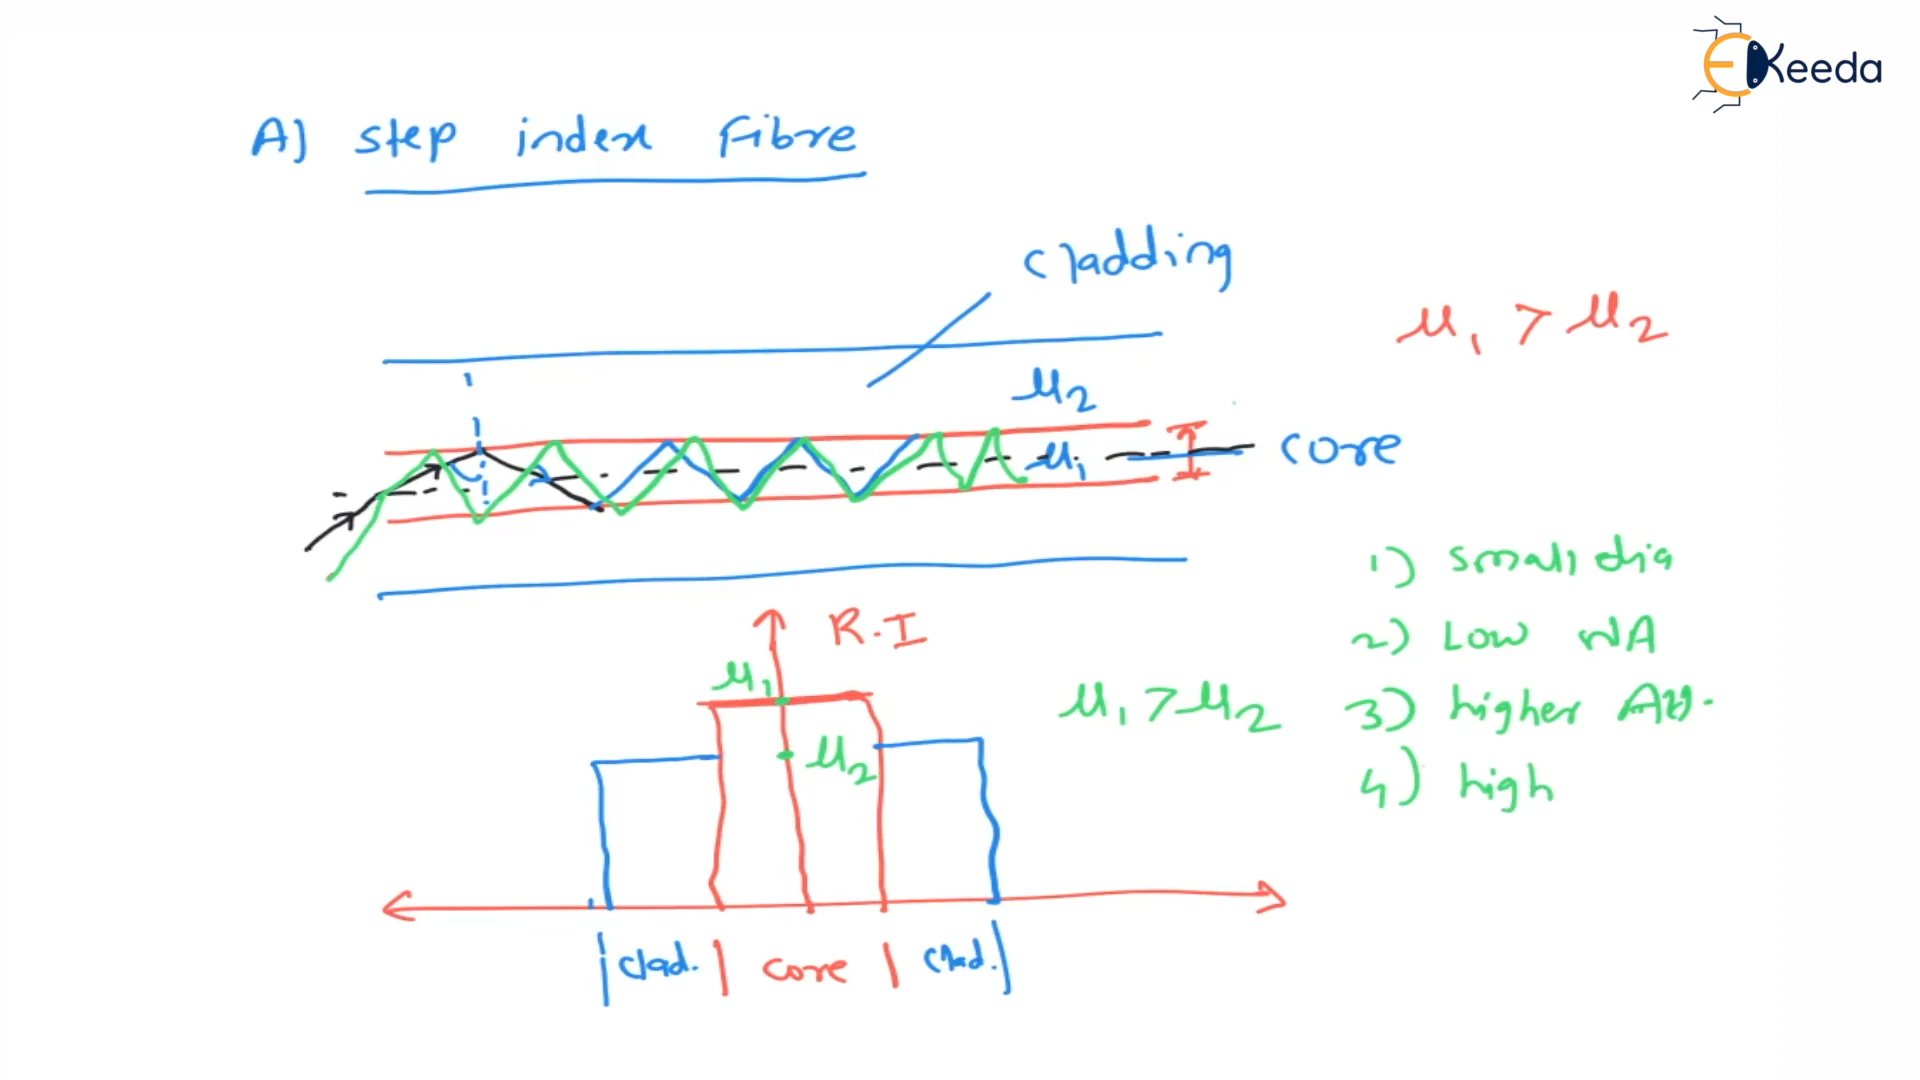 EKeeda
A) step index Fibre
cladding
μ1 > μ2
μ2
μ1
core
1) small dia
2) Low NA
3) higher Att.
4) high
R.I
μ1
μ2
μ1 > μ2
clad. | core | clad.